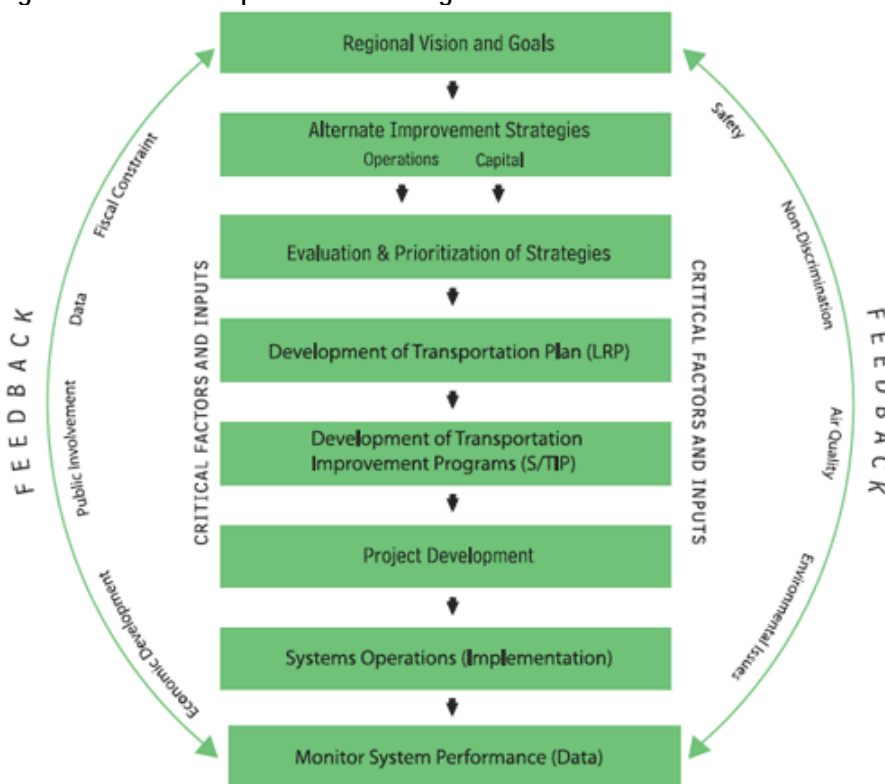 Regional Vision and Goals
Alternate Improvement Strategies
Operations Capital
Evaluation & Prioritization of Strategies
Development of Transportation Plan (LRP)
Development of Transportation
Improvement Programs (S/TIP)
Project Development
Systems Operations (Implementation)
Monitor System Performance (Data)
FEEDBACK
Fiscal Constraint
Data
Public Involvement
Economic Development
CRITICAL FACTORS AND INPUTS
CRITICAL FACTORS AND INPUTS
Safety
Non-Discrimination
Air Quality
Environmental Issues
FEEDBACK